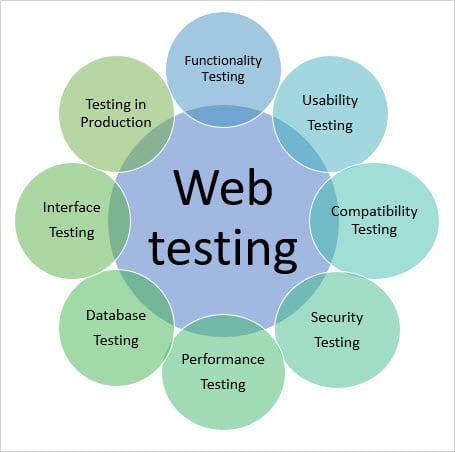 Web
testing
Functionality
Testing
Usability
Testing
Compatibility
Testing
Security
Testing
Performance
Testing
Database
Testing
Interface
Testing
Testing in
Production